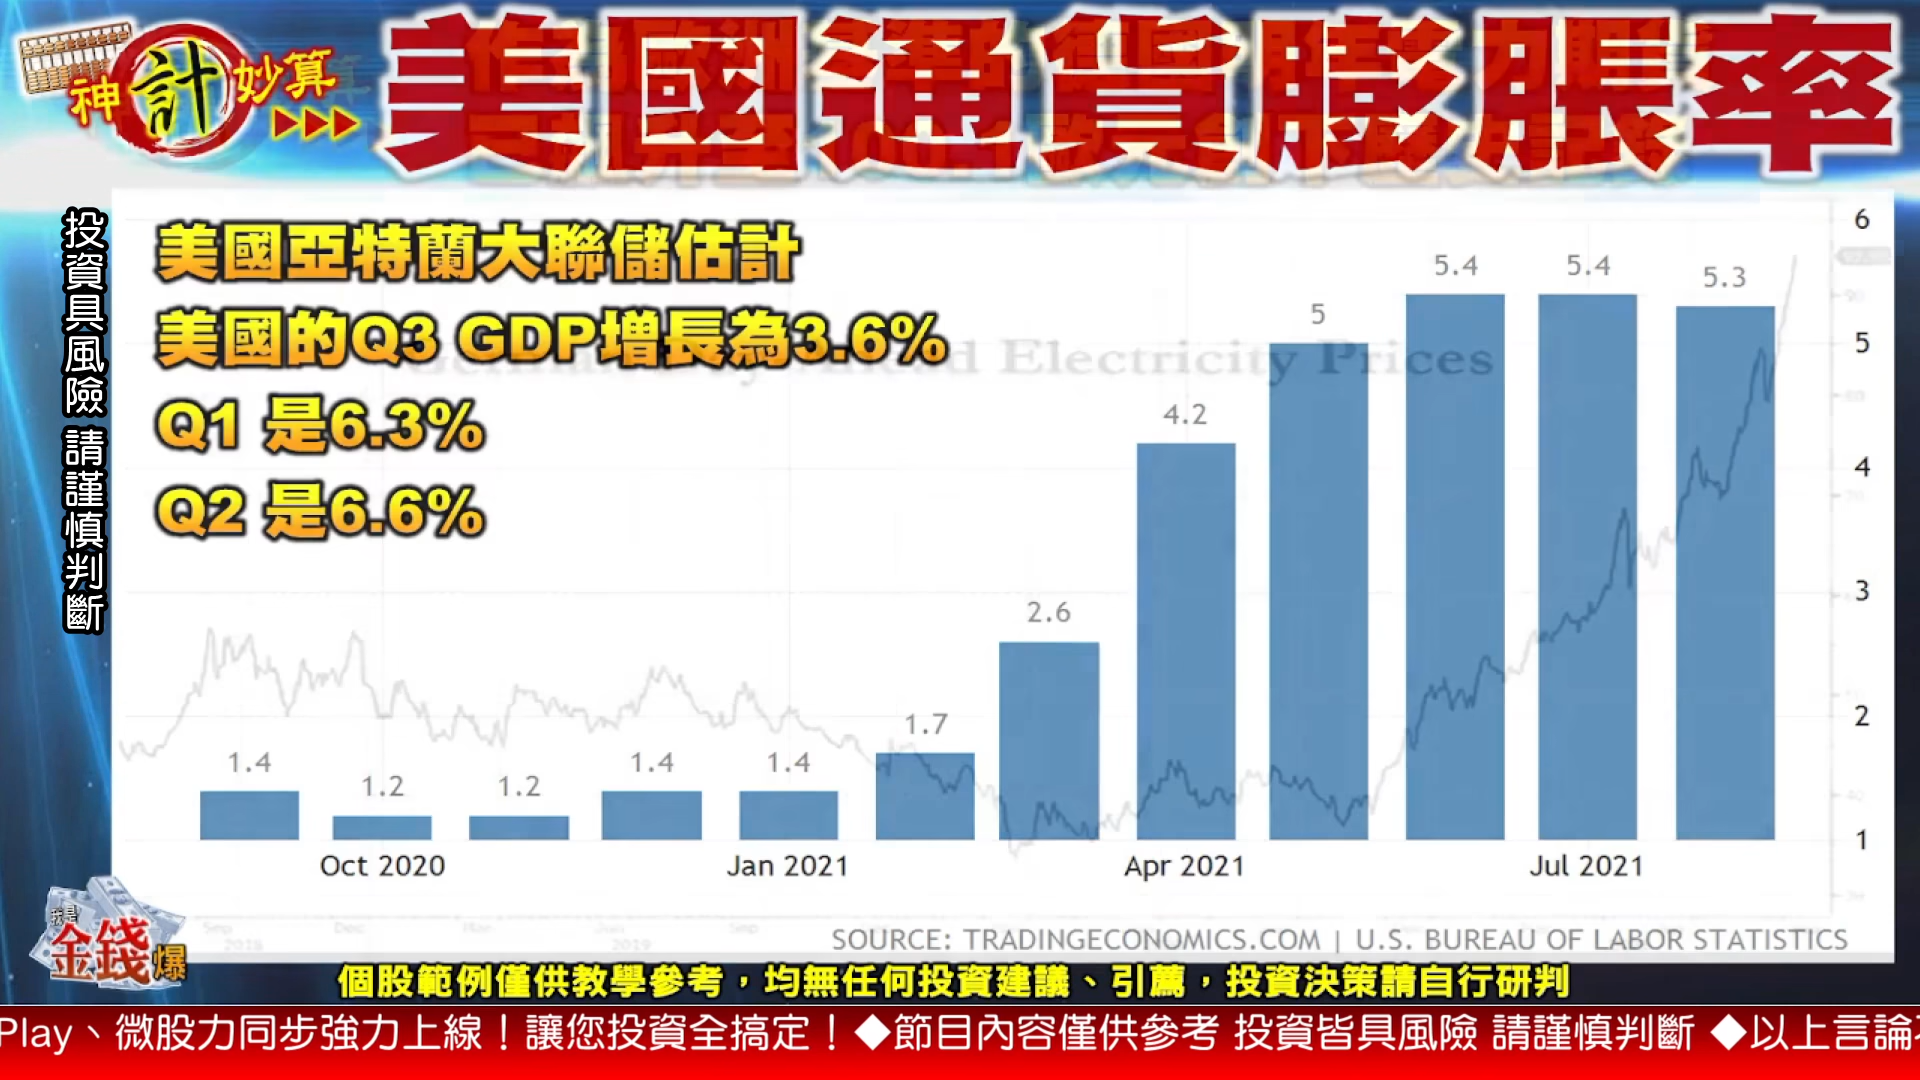 神計妙算
美國通貨膨脹率
投資具風險 請謹慎判斷
美國亞特蘭大聯儲估計
美國的Q3 GDP增長為3.6%
Q1 是6.3%
Q2 是6.6%
Electricity Prices
6
5
4
3
2
1
1.4
1.2
1.2
1.4
1.4
1.7
2.6
4.2
5
5.4
5.4
5.3
Oct 2020
Jan 2021
Apr 2021
Jul 2021
SOURCE: TRADINGECONOMICS.COM | U.S. BUREAU OF LABOR STATISTICS
我是
金錢爆
個股範例僅供教學參考，均無任何投資建議、引薦，投資決策請自行研判
Play、微股力同步強力上線！讓您投資全搞定！◆節目內容僅供參考 投資皆具風險 請謹慎判斷 ◆以上言論